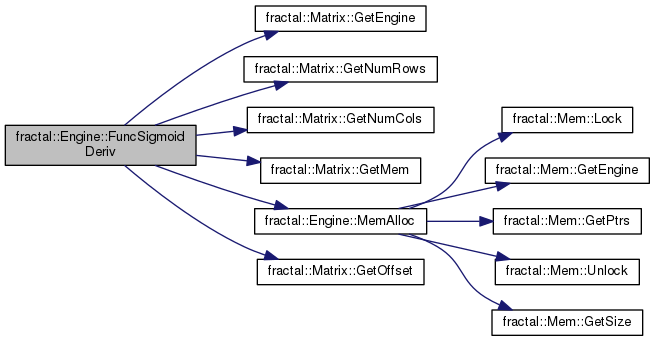 fractal::Matrix::GetEngine
fractal::Matrix::GetNumRows
fractal::Matrix::GetNumCols
fractal::Engine::FuncSigmoid
Deriv
fractal::Matrix::GetMem
fractal::Engine::MemAlloc
fractal::Matrix::GetOffset
fractal::Mem::Lock
fractal::Mem::GetEngine
fractal::Mem::GetPtrs
fractal::Mem::Unlock
fractal::Mem::GetSize